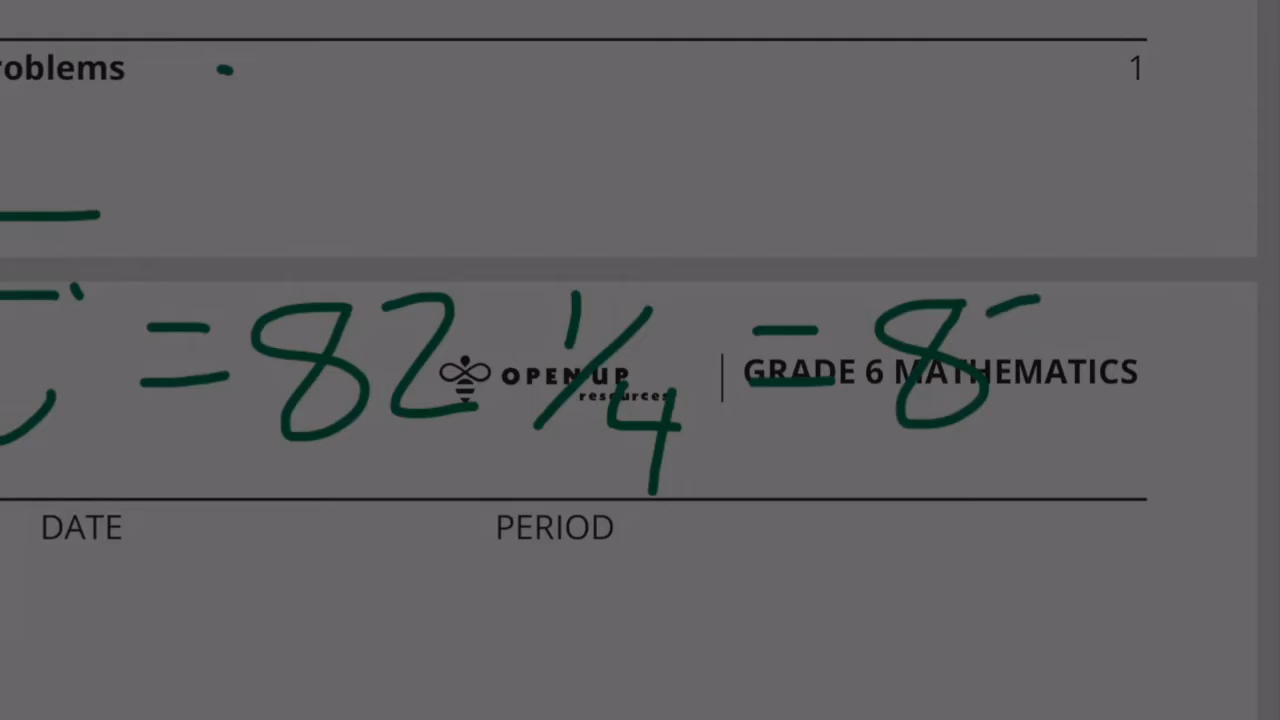 roblems 1
= 82 1/4 = 8
OPEN UP resources GRADE 6 MATHEMATICS
DATE PERIOD